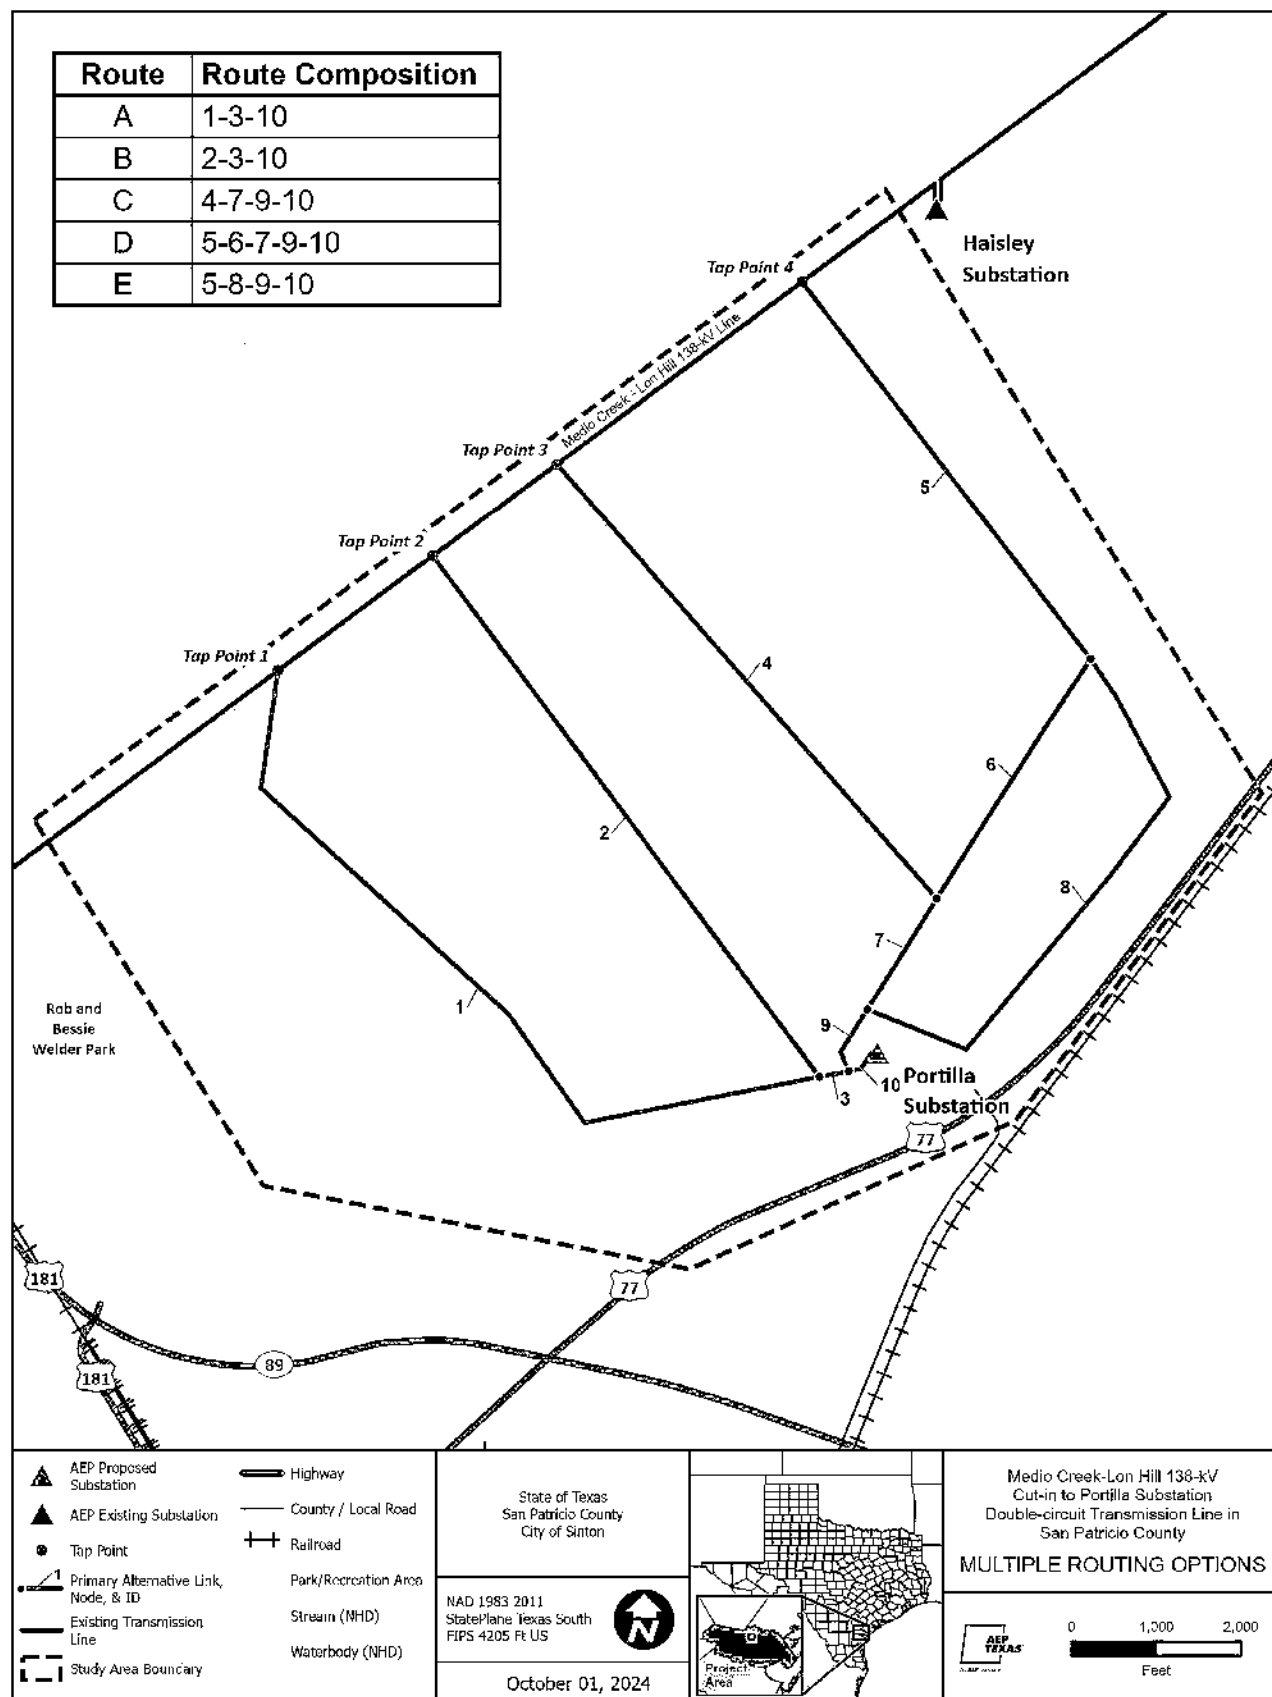 Route Route Composition
A 1-3-10
B 2-3-10
C 4-7-9-10
D 5-6-7-9-10
E 5-8-9-10
Haisley
Substation
Tap Point 4
Medio Creek - Lon Hill 138-kV Line
Tap Point 3
5
Tap Point 2
Tap Point 1
4
6
2
8
7
1
Rob and
Bessie
Welder Park
9
10
Portilla
Substation
3
77
77
181
89
181
AEP Proposed
Substation
AEP Existing Substation
Tap Point
1
Primary Alternative Link,
Node, & ID
Existing Transmission
Line
Study Area Boundary
Highway
County / Local Road
Railroad
Park/Recreation Area
Stream (NHD)
Waterbody (NHD)
State of Texas
San Patricio County
City of Sinton
NAD 1983 2011
StatePlane Texas South
FIPS 4205 Ft US
N
October 01, 2024
Project
Area
Medio Creek-Lon Hill 138-kV
Cut-in to Portilla Substation
Double-circuit Transmission Line in
San Patricio County
MULTIPLE ROUTING OPTIONS
AEP
TEXAS
0 1,000 2,000
Feet